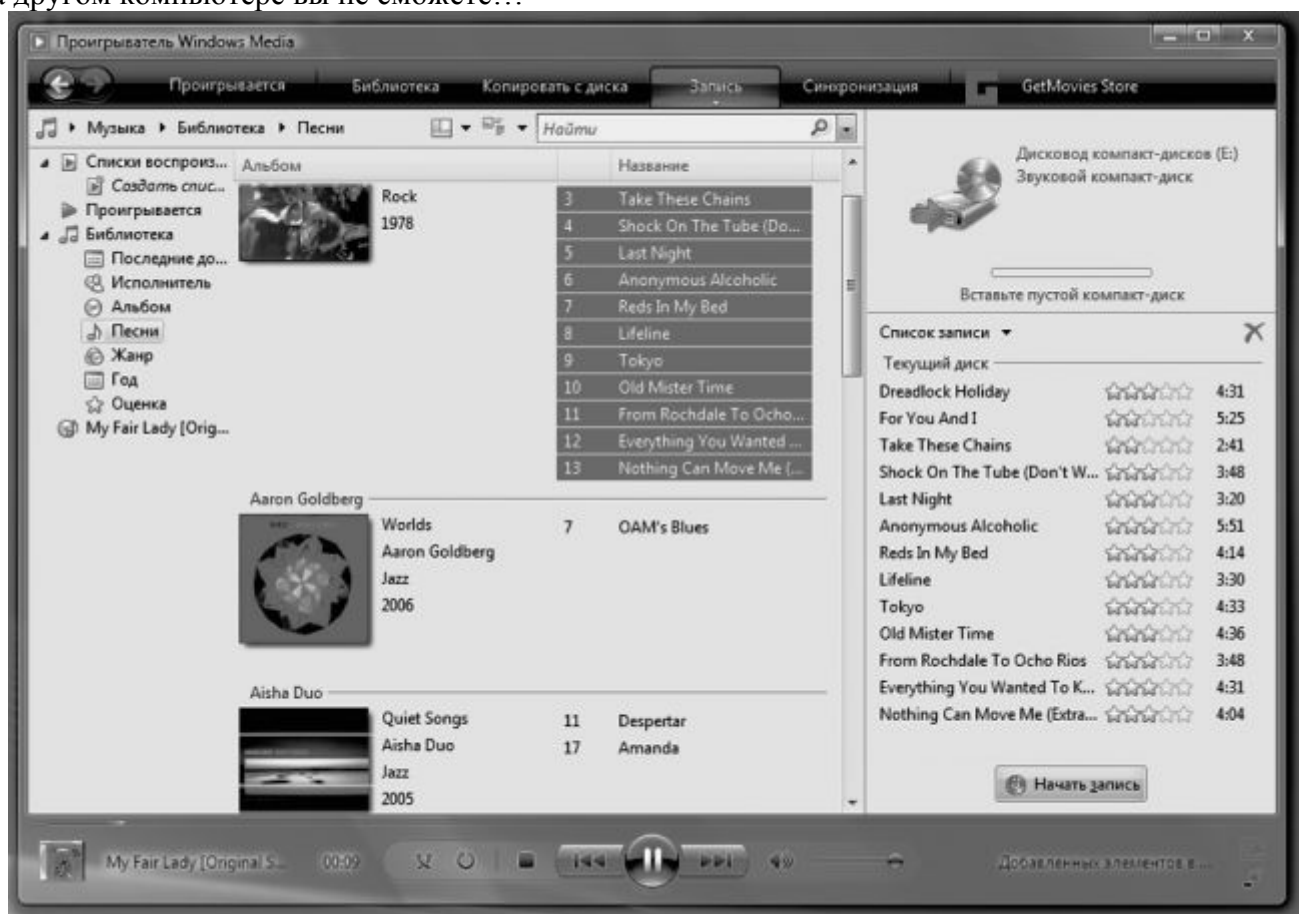 другом компьютере вы не сможете…
Проигрыватель Windows Media
Проигрывается Библиотека Копировать с диска Запись Синхронизация GetMovies Store
Музыка Библиотека Песни Найти
Списки воспроиз...
Создать спис...
Проигрывается
Библиотека
Последние до...
Исполнитель
Альбом
Песни
Жанр
Год
Оценка
My Fair Lady [Orig...
Альбом Название
Rock
1978
3 Take These Chains
4 Shock On The Tube (Do...
5 Last Night
6 Anonymous Alcoholic
7 Reds In My Bed
8 Lifeline
9 Tokyo
10 Old Mister Time
11 From Rochdale To Ocho...
12 Everything You Wanted ...
13 Nothing Can Move Me (...
Aaron Goldberg
Worlds 7 OAM's Blues
Aaron Goldberg
Jazz
2006
Aisha Duo
Quiet Songs 11 Despertar
Aisha Duo 17 Amanda
Jazz
2005
Дисковод компакт-дисков (E:)
Звуковой компакт-диск
Вставьте пустой компакт-диск
Список записи
Текущий диск
Dreadlock Holiday 4:31
For You And I 5:25
Take These Chains 2:41
Shock On The Tube (Don't W... 3:48
Last Night 3:20
Anonymous Alcoholic 5:51
Reds In My Bed 4:14
Lifeline 3:30
Tokyo 4:33
Old Mister Time 4:36
From Rochdale To Ocho Rios 3:48
Everything You Wanted To K... 4:31
Nothing Can Move Me (Extra... 4:04
Начать запись
My Fair Lady [Original S... 00:09 Добавленных элементов в ...